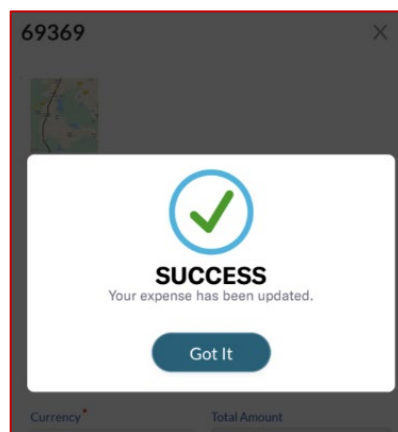 69369
SUCCESS
Your expense has been updated.
Got It
Currency*
Total Amount